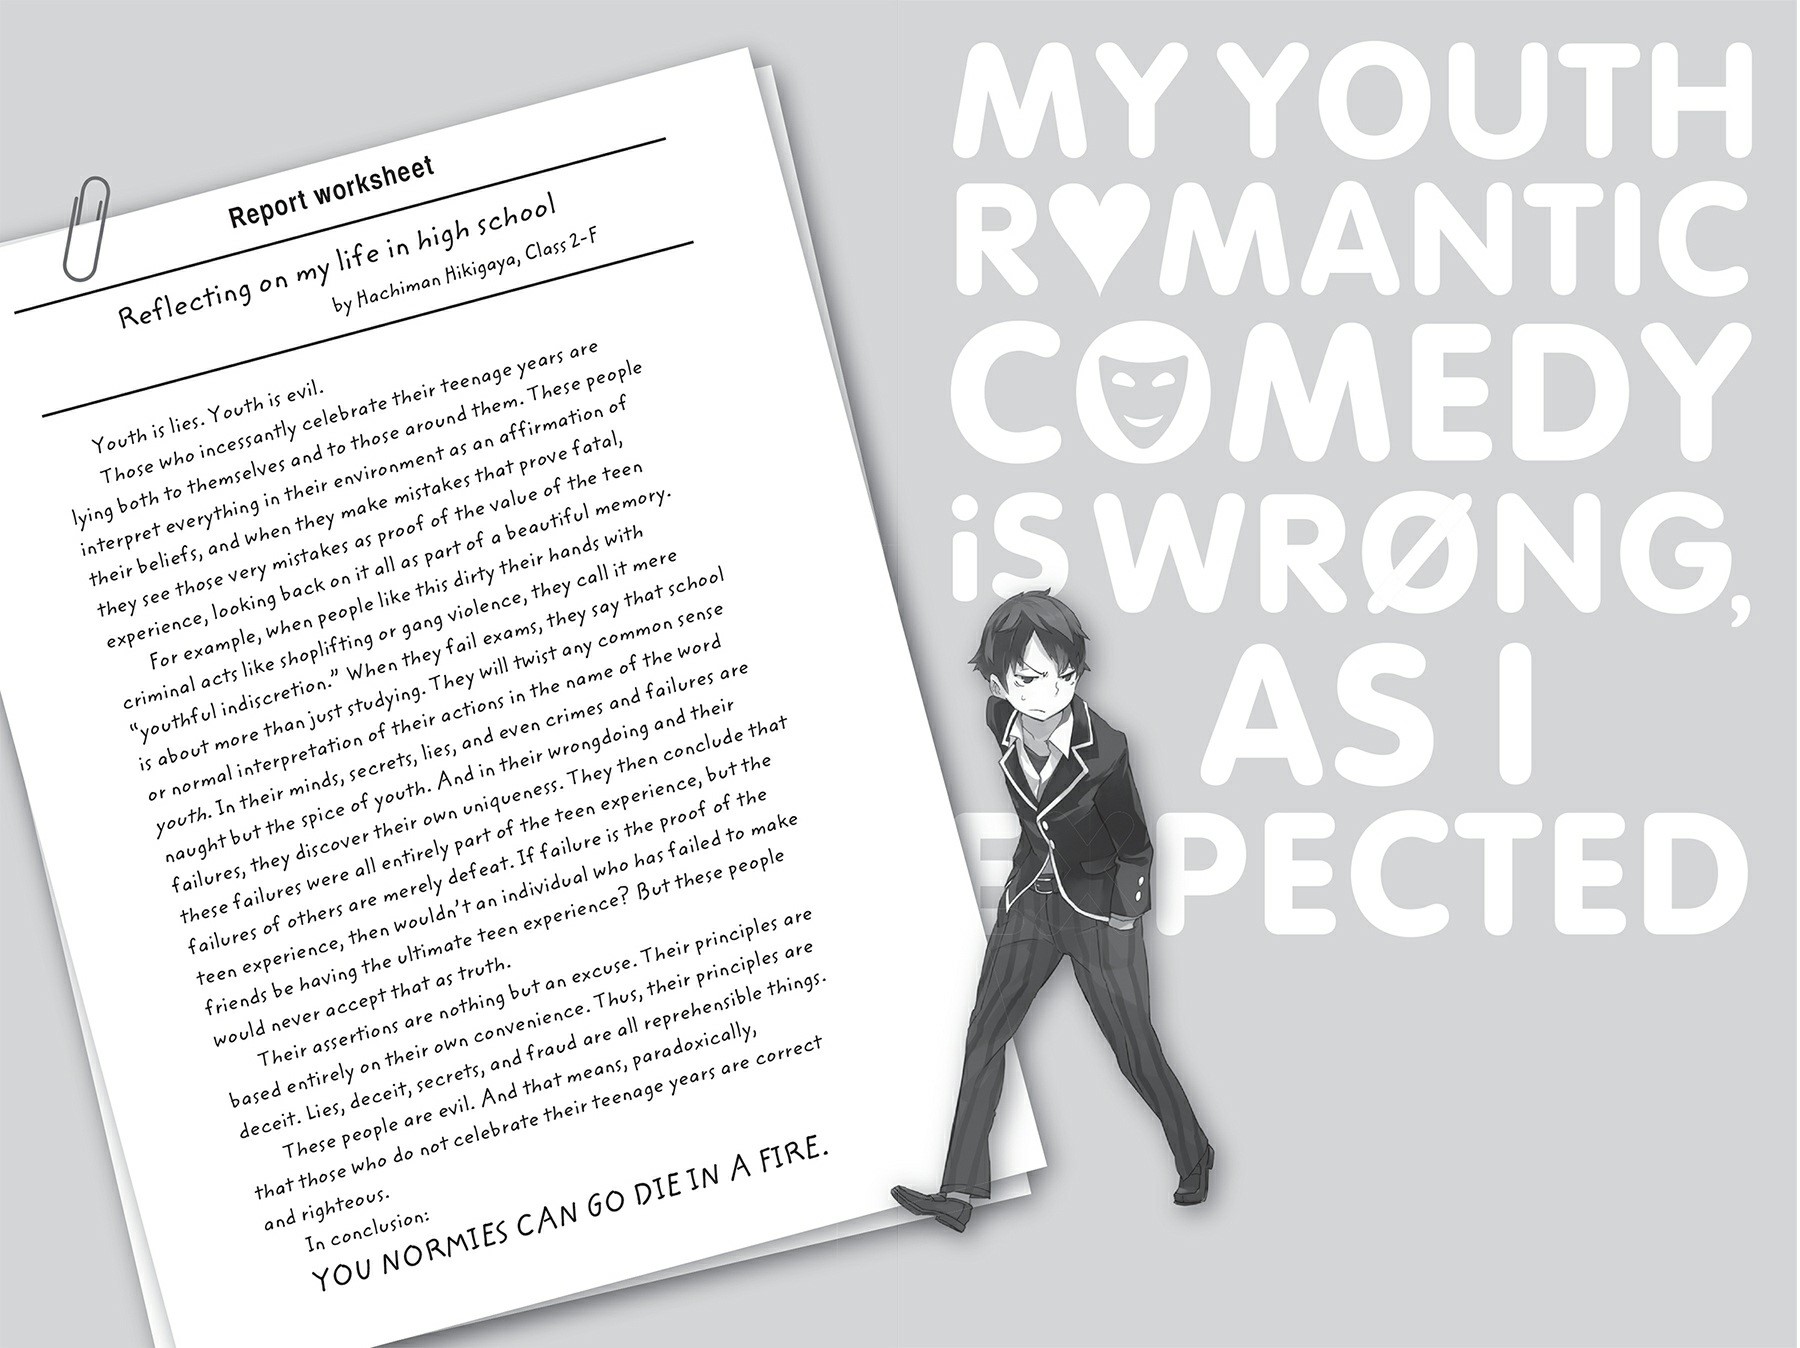 Report worksheet
Reflecting on my life in high school
by Hachiman Hikigaya, Class 2-F
Youth is lies. Youth is evil.
Those who incessantly celebrate their teenage years are
lying both to themselves and to those around them. These people
interpret everything in their environment as an affirmation of
their beliefs, and when they make mistakes that prove fatal,
they see those very mistakes as proof of the value of the teen
experience, looking back on it all as part of a beautiful memory.
For example, when people like this dirty their hands with
criminal acts like shoplifting or gang violence, they call it mere
“youthful indiscretion.” When they fail exams, they say that school
is about more than just studying. They will twist any common sense
or normal interpretation of their actions in the name of the word
youth. In their minds, secrets, lies, and even crimes and failures are
naught but the spice of youth. And in their wrongdoing and their
failures, they discover their own uniqueness. They then conclude that
these failures were all entirely part of the teen experience, but the
failures of others are merely defeat. If failure is the proof of the
teen experience, then wouldn’t an individual who has failed to make
friends be having the ultimate teen experience? But these people
would never accept that as truth.
Their assertions are nothing but an excuse. Their principles are
based entirely on their own convenience. Thus, their principles are
deceit. Lies, deceit, secrets, and fraud are all reprehensible things.
These people are evil. And that means, paradoxically,
that those who do not celebrate their teenage years are correct
and righteous.
In conclusion:
YOU NORMIES CAN GO DIE IN A FIRE.
MY YOUTH
R♥MANTIC
COMEDY
iS WRØNG,
AS I
EXPECTED